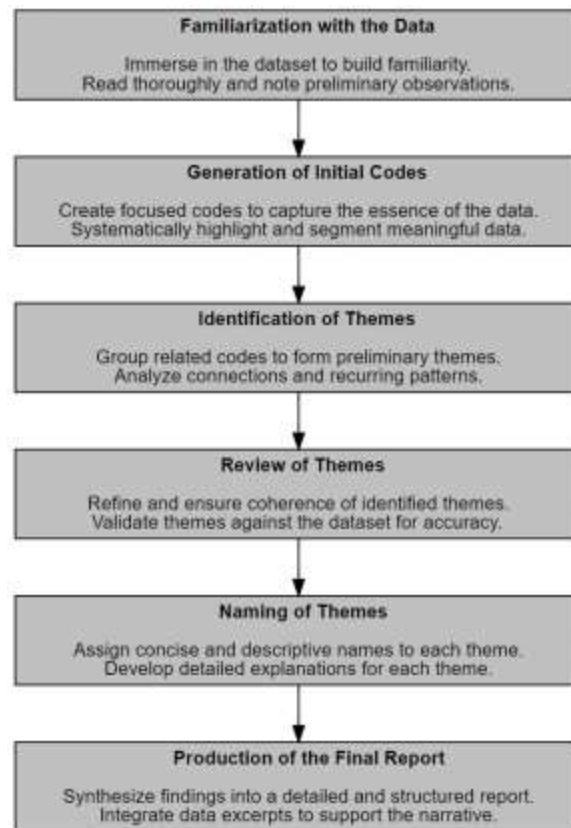 Familiarization with the Data
Immerse in the dataset to build familiarity.
Read thoroughly and note preliminary observations.
Generation of Initial Codes
Create focused codes to capture the essence of the data.
Systematically highlight and segment meaningful data.
Identification of Themes
Group related codes to form preliminary themes.
Analyze connections and recurring patterns.
Review of Themes
Refine and ensure coherence of identified themes.
Validate themes against the dataset for accuracy.
Naming of Themes
Assign concise and descriptive names to each theme.
Develop detailed explanations for each theme.
Production of the Final Report
Synthesize findings into a detailed and structured report.
Integrate data excerpts to support the narrative.